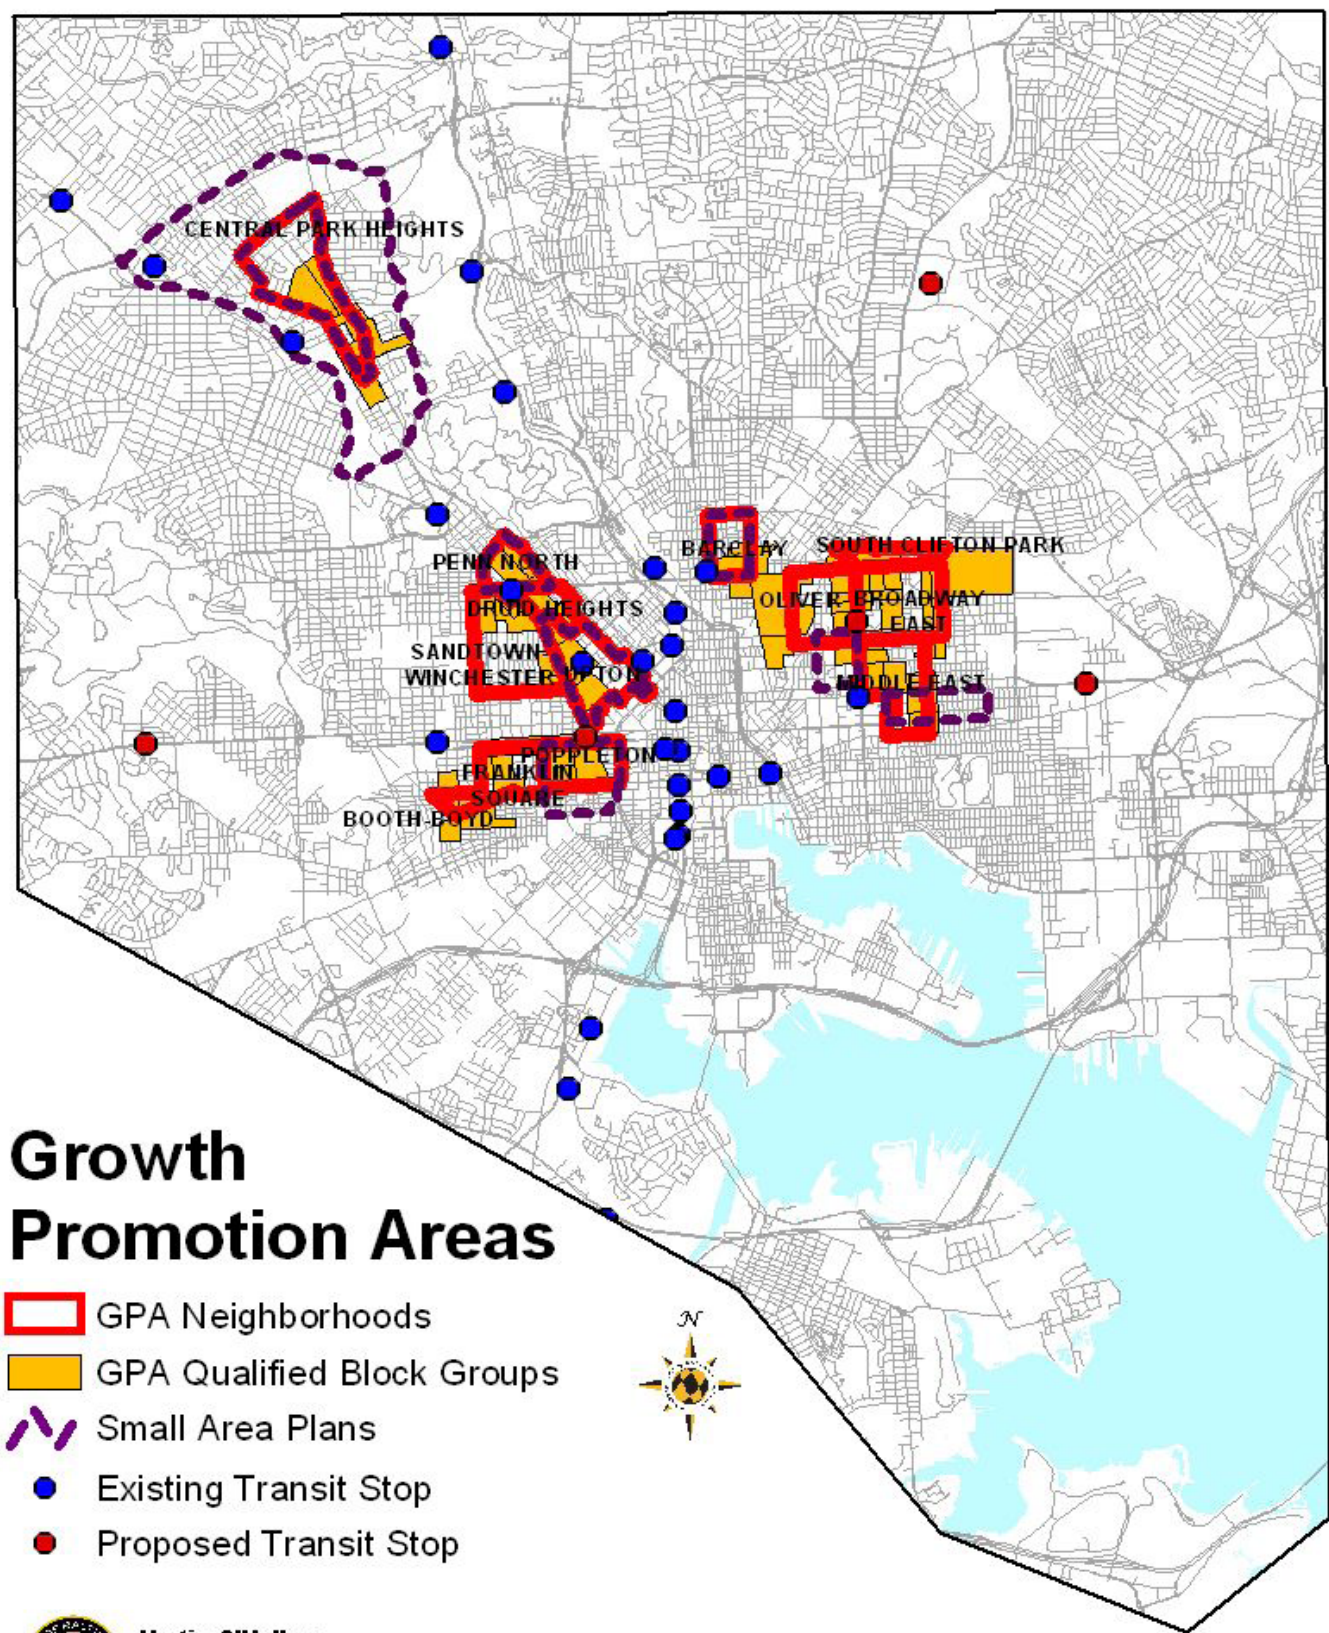 CENTRAL PARK HEIGHTS
PENN NORTH
BARCLAY
SOUTH CLIFTON PARK
DRUID HEIGHTS
OLIVER
BROADWAY
EAST
SANDTOWN-
WINCHESTER
UPTON
MIDDLE EAST
POPPLETON
FRANKLIN
SQUARE
BOOTH-BOYD
Growth
Promotion Areas
N
GPA Neighborhoods
GPA Qualified Block Groups
Small Area Plans
Existing Transit Stop
Proposed Transit Stop